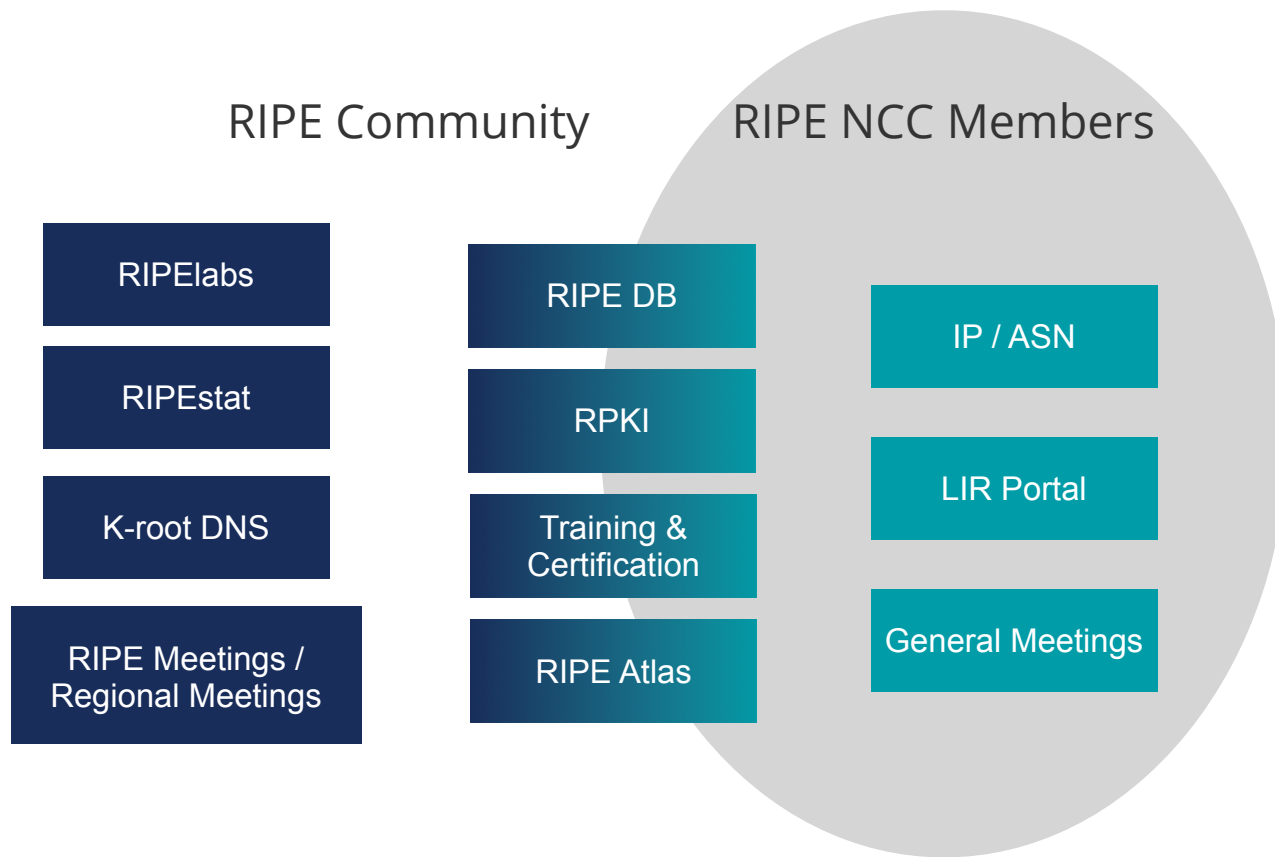 RIPE Community
RIPE NCC Members
RIPElabs
RIPEstat
K-root DNS
RIPE Meetings /
Regional Meetings
RIPE DB
RPKI
Training &
Certification
RIPE Atlas
IP / ASN
LIR Portal
General Meetings